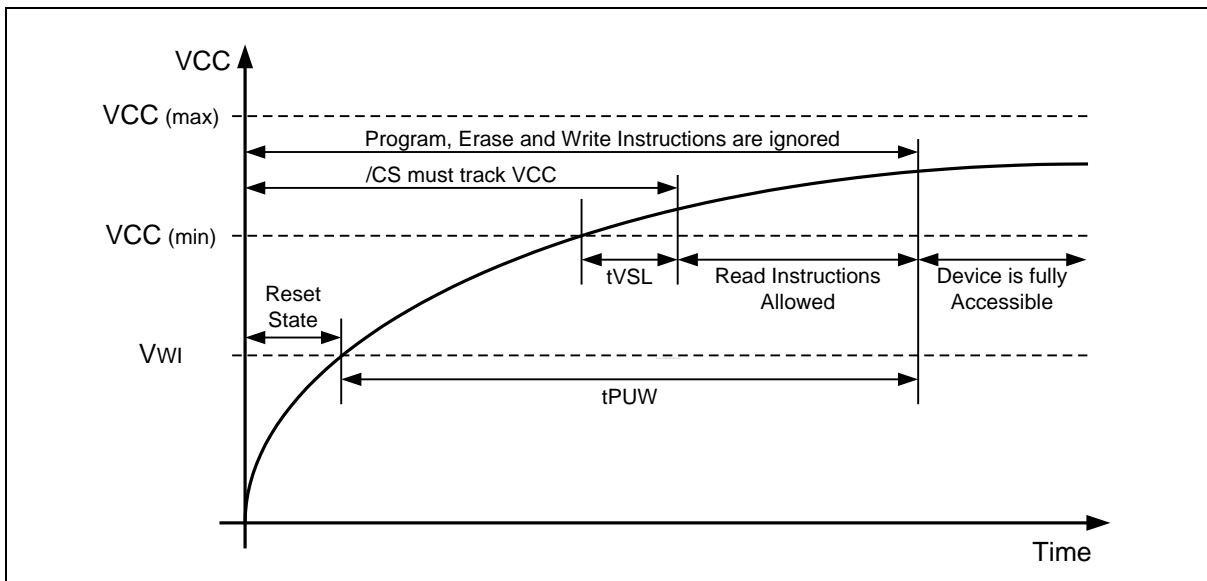 VCC
VCC (max)
Program, Erase and Write Instructions are ignored
/CS must track VCC
VCC (min)
tVSL
Read Instructions
Allowed
Device is fully
Accessible
Reset
State
VWI
tPUW
Time